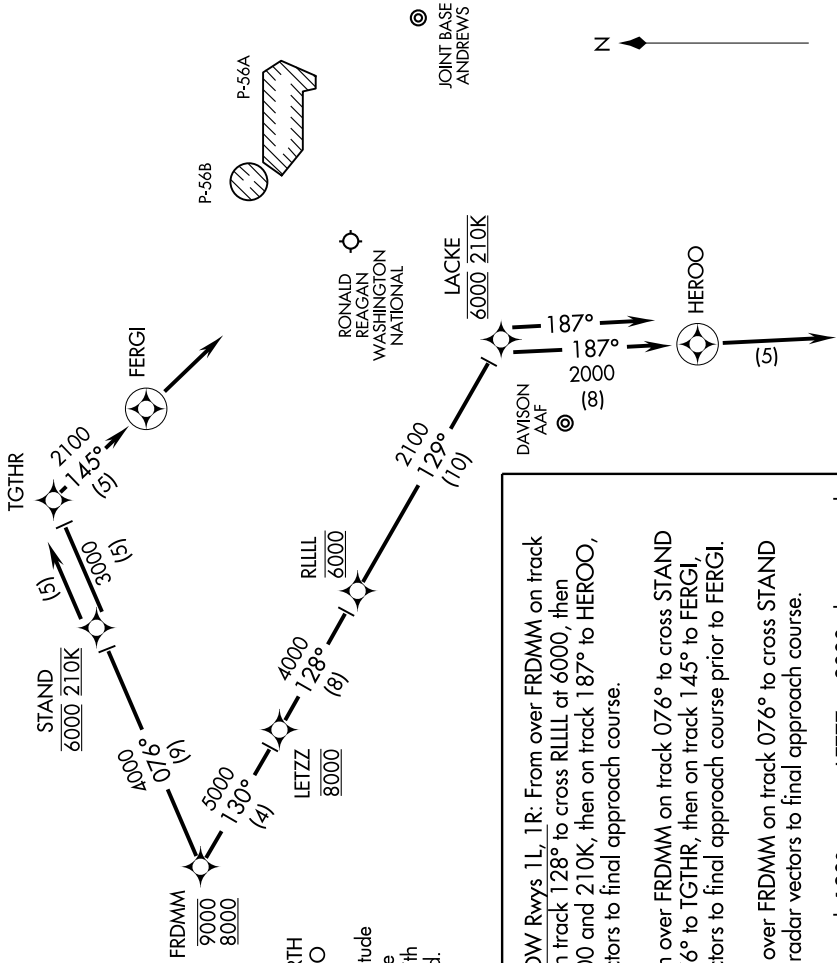 P-56B
P-56A
JOINT BASE
ANDREWS
N
RONALD
REAGAN
WASHINGTON
NATIONAL
TGTHR
FERGI
2100
145°
(5)
STAND
6000 210K
(5)
3000
(5)
4000
076°
(9)
FRDMM
9000
8000
5000
130°
(4)
LETZZ
8000
4000
128°
(8)
RLLLL
6000
2100
129°
(10)
LACKE
6000 210K
187°
187°
2000
(8)
HEROO
(5)
DAVISON
AAF
RTH
O
tude
e
th
d.
OW Rwys 1L, 1R: From over FRDMM on track
n track 128° to cross RLLLL at 6000, then
00 and 210K, then on track 187° to HEROO,
ctors to final approach course.
n over FRDMM on track 076° to cross STAND
6° to TGTHR, then on track 145° to FERGI,
ctors to final approach course prior to FERGI.
over FRDMM on track 076° to cross STAND
radar vectors to final approach course.